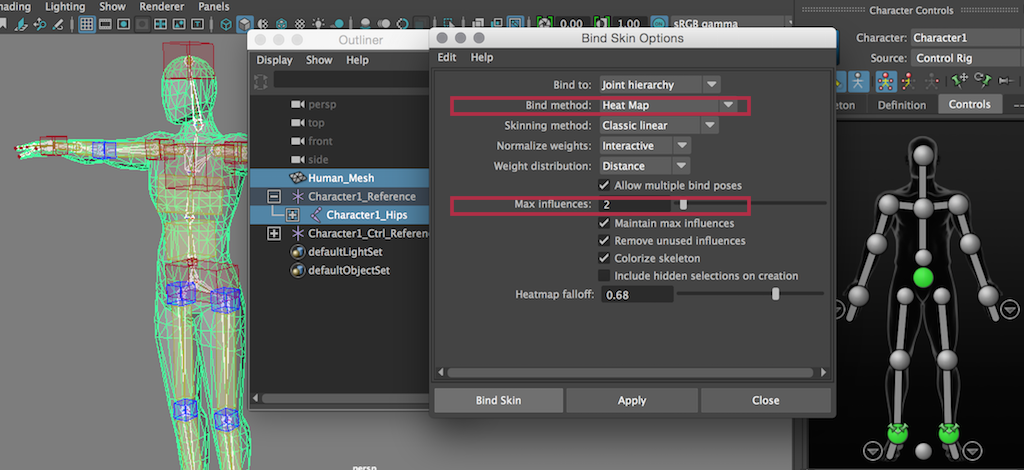 ading Lighting Show Renderer Panels
0.00 1.00 sRGB gamma
Outliner
Display Show Help
persp
top
front
side
Human_Mesh
Character1_Reference
Character1_Hips
Character1_Ctrl_Referen
defaultLightSet
defaultObjectSet
Bind Skin Options
Edit Help
Bind to: Joint hierarchy
Bind method: Heat Map
Skinning method: Classic linear
Normalize weights: Interactive
Weight distribution: Distance
Allow multiple bind poses
Max influences: 2
Maintain max influences
Remove unused influences
Colorize skeleton
Include hidden selections on creation
Heatmap falloff: 0.68
Bind Skin Apply Close
Character Controls
Character: Character1
Source: Control Rig
eton Definition Controls
persp